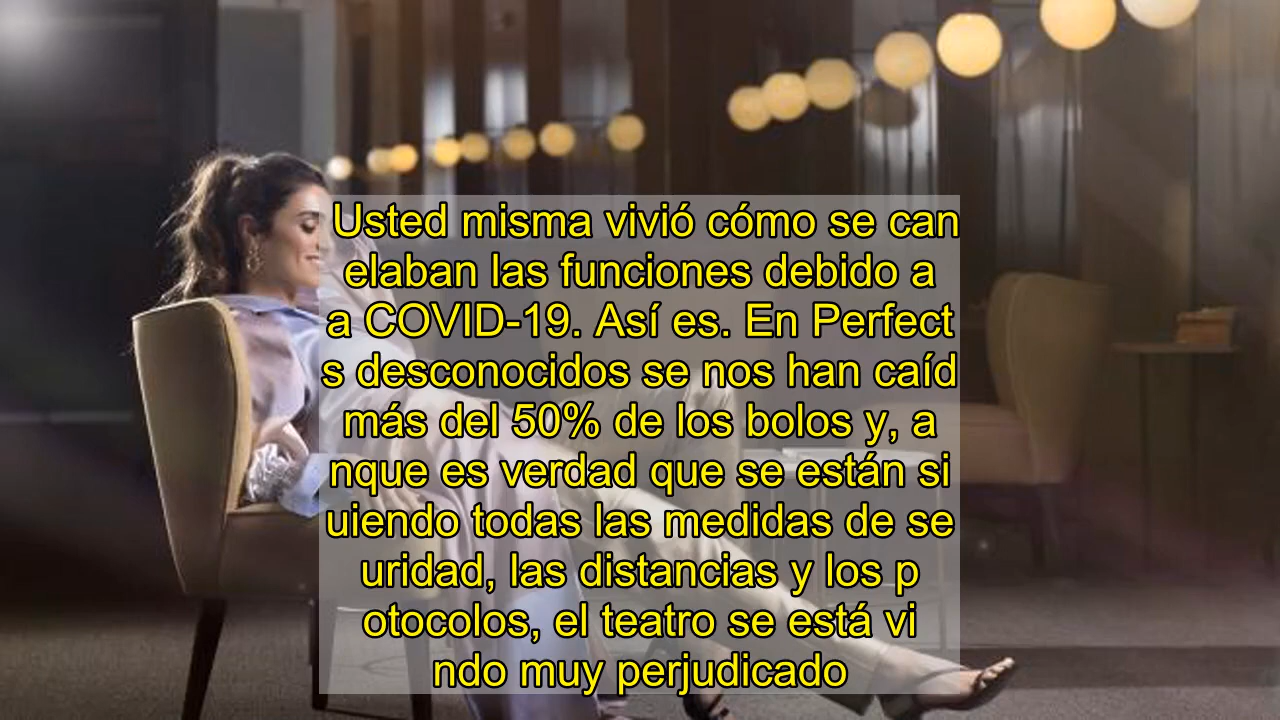 Usted misma vivió cómo se can
elaban las funciones debido a
a COVID-19. Así es. En Perfect
s desconocidos se nos han caíd
más del 50% de los bolos y, a
nque es verdad que se están si
uiendo todas las medidas de se
uridad, las distancias y los p
otocolos, el teatro se está vi
ndo muy perjudicado